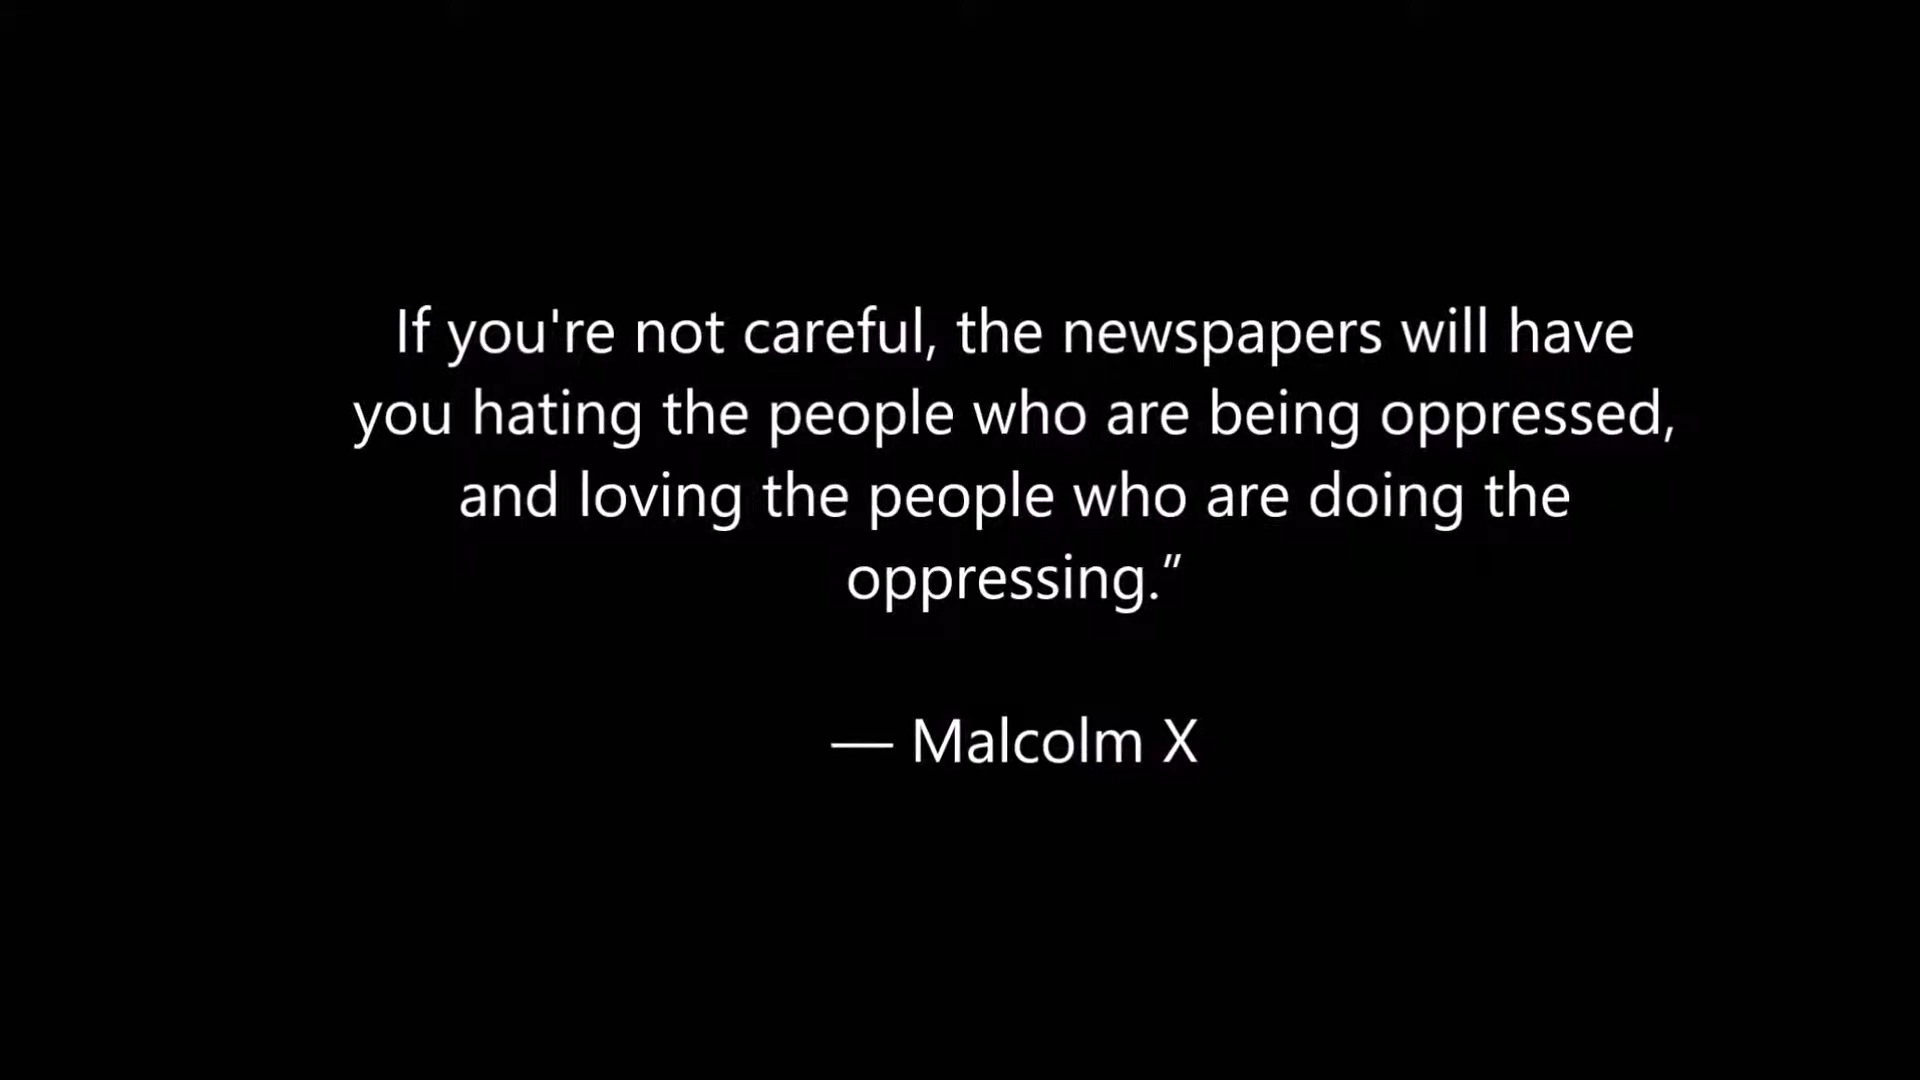 If you're not careful, the newspapers will have
you hating the people who are being oppressed,
and loving the people who are doing the
oppressing.”
— Malcolm X